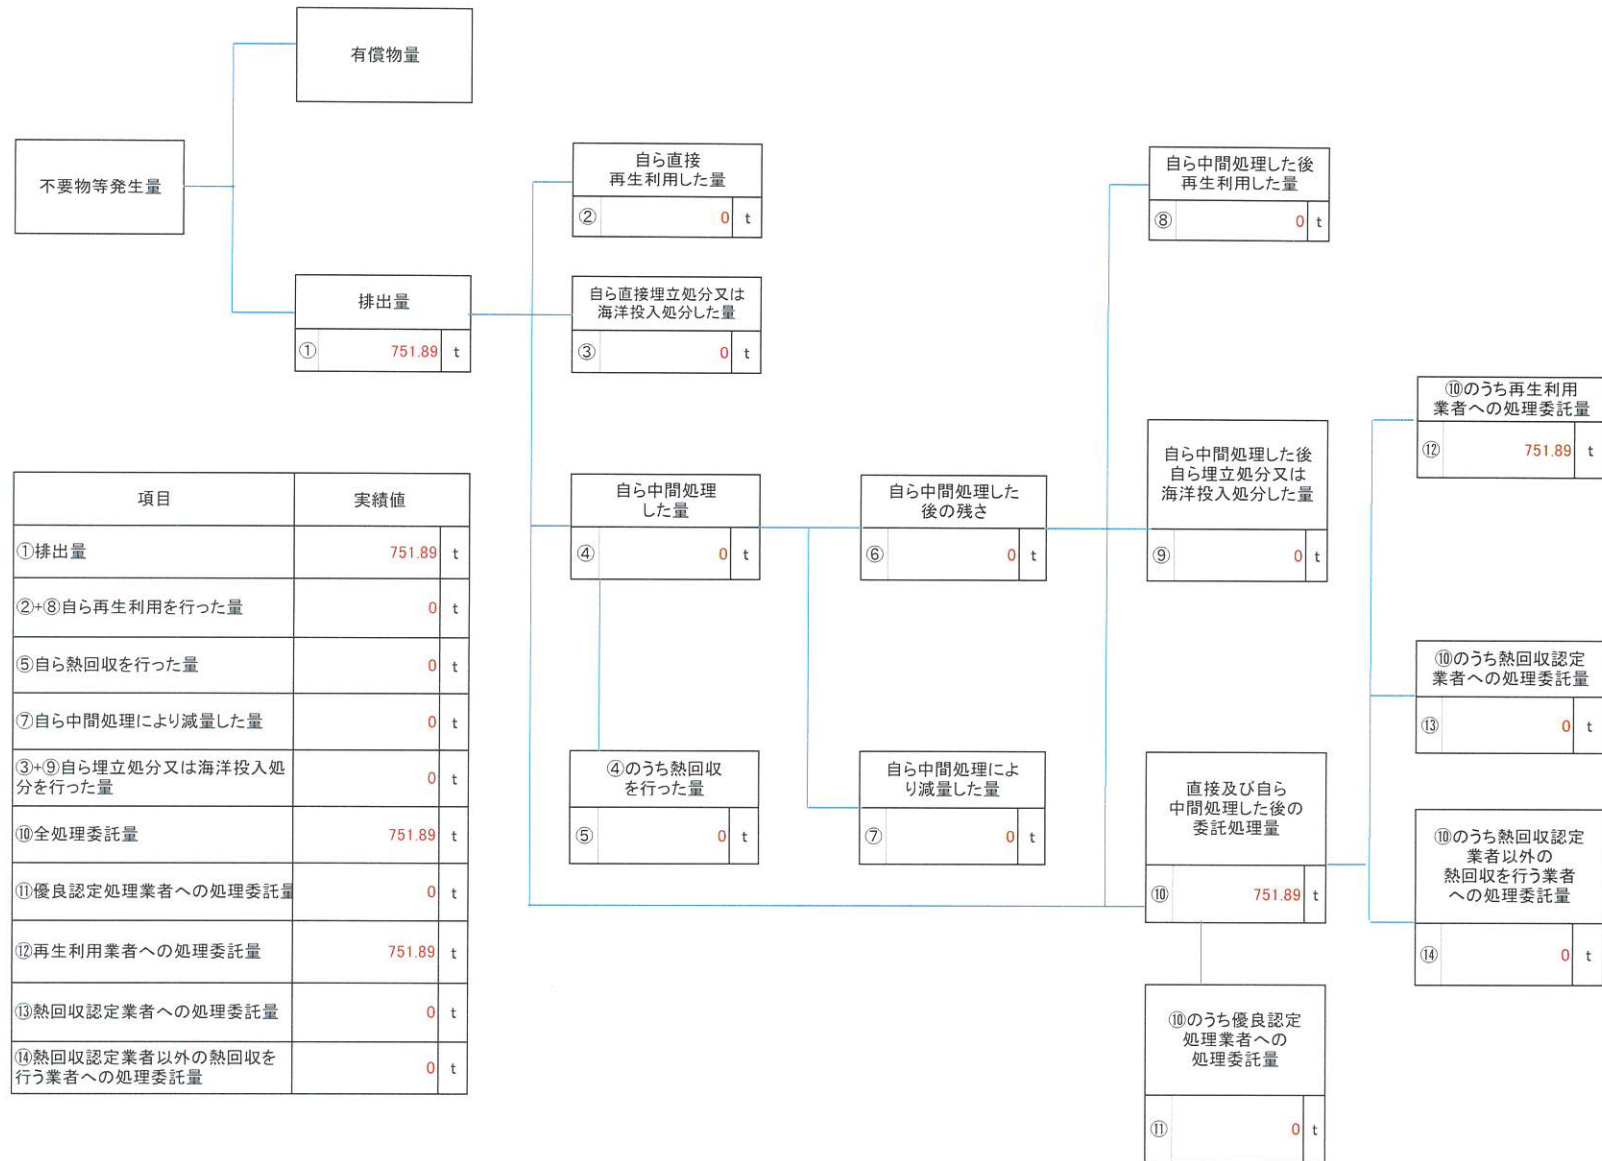 有償物量
不要物等発生量
排出量
① 751.89 t
自ら直接
再生利用した量
② 0 t
自ら直接埋立処分又は
海洋投入処分した量
③ 0 t
自ら中間処理
した量
④ 0 t
④のうち熱回収
を行った量
⑤ 0 t
自ら中間処理した
後の残さ
⑥ 0 t
自ら中間処理によ
り減量した量
⑦ 0 t
自ら中間処理した後
再生利用した量
⑧ 0 t
自ら中間処理した後
自ら埋立処分又は
海洋投入処分した量
⑨ 0 t
直接及び自ら
中間処理した後の
委託処理量
⑩ 751.89 t
⑩のうち優良認定
処理業者への
処理委託量
⑪ 0 t
⑩のうち再生利用
業者への処理委託量
⑫ 751.89 t
⑩のうち熱回収認定
業者への処理委託量
⑬ 0 t
⑩のうち熱回収認定
業者以外の
熱回収を行う業者
への処理委託量
⑭ 0 t
項目 実績値
①排出量 751.89 t
②+⑧自ら再生利用を行った量 0 t
⑤自ら熱回収を行った量 0 t
⑦自ら中間処理により減量した量 0 t
③+⑨自ら埋立処分又は海洋投入処
分を行った量 0 t
⑩全処理委託量 751.89 t
⑪優良認定処理業者への処理委託量 0 t
⑫再生利用業者への処理委託量 751.89 t
⑬熱回収認定業者への処理委託量 0 t
⑭熱回収認定業者以外の熱回収を
行う業者への処理委託量 0 t